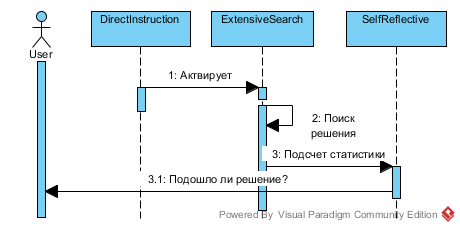 DirectInstruction
ExtensiveSearch
SelfReflective
User
1: Актвирует
2: Поиск
решения
3: Подсчет статистики
3.1: Подошло ли решение?
Powered By Visual Paradigm Community Edition